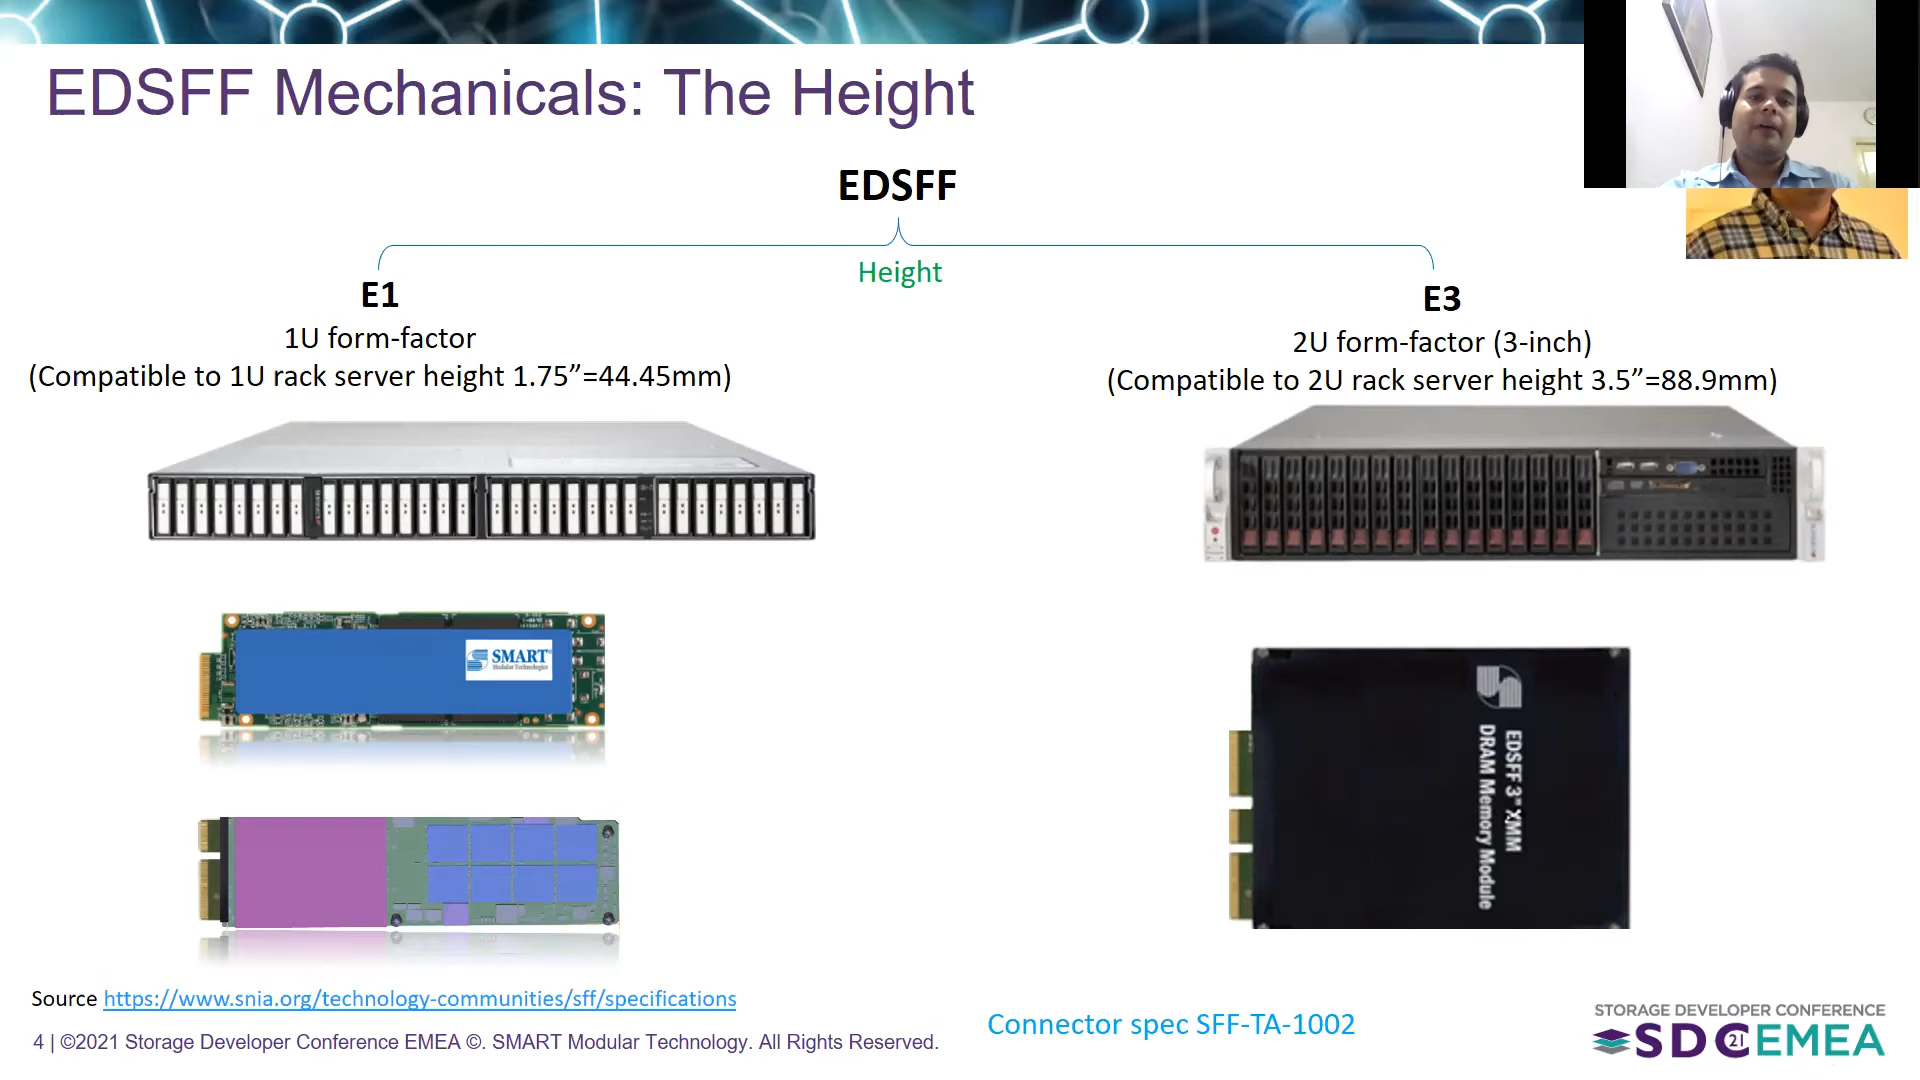 EDSFF Mechanicals: The Height
EDSFF
Height
E1
1U form-factor
(Compatible to 1U rack server height 1.75”=44.45mm)
E3
2U form-factor (3-inch)
(Compatible to 2U rack server height 3.5”=88.9mm)
SMART
Modular Technologies
EDSFF 3" XMM
DRAM Memory Module
Source https://www.snia.org/technology-communities/sff/specifications
Connector spec SFF-TA-1002
4 | ©2021 Storage Developer Conference EMEA ©. SMART Modular Technology. All Rights Reserved.
STORAGE DEVELOPER CONFERENCE
SDC 21 EMEA